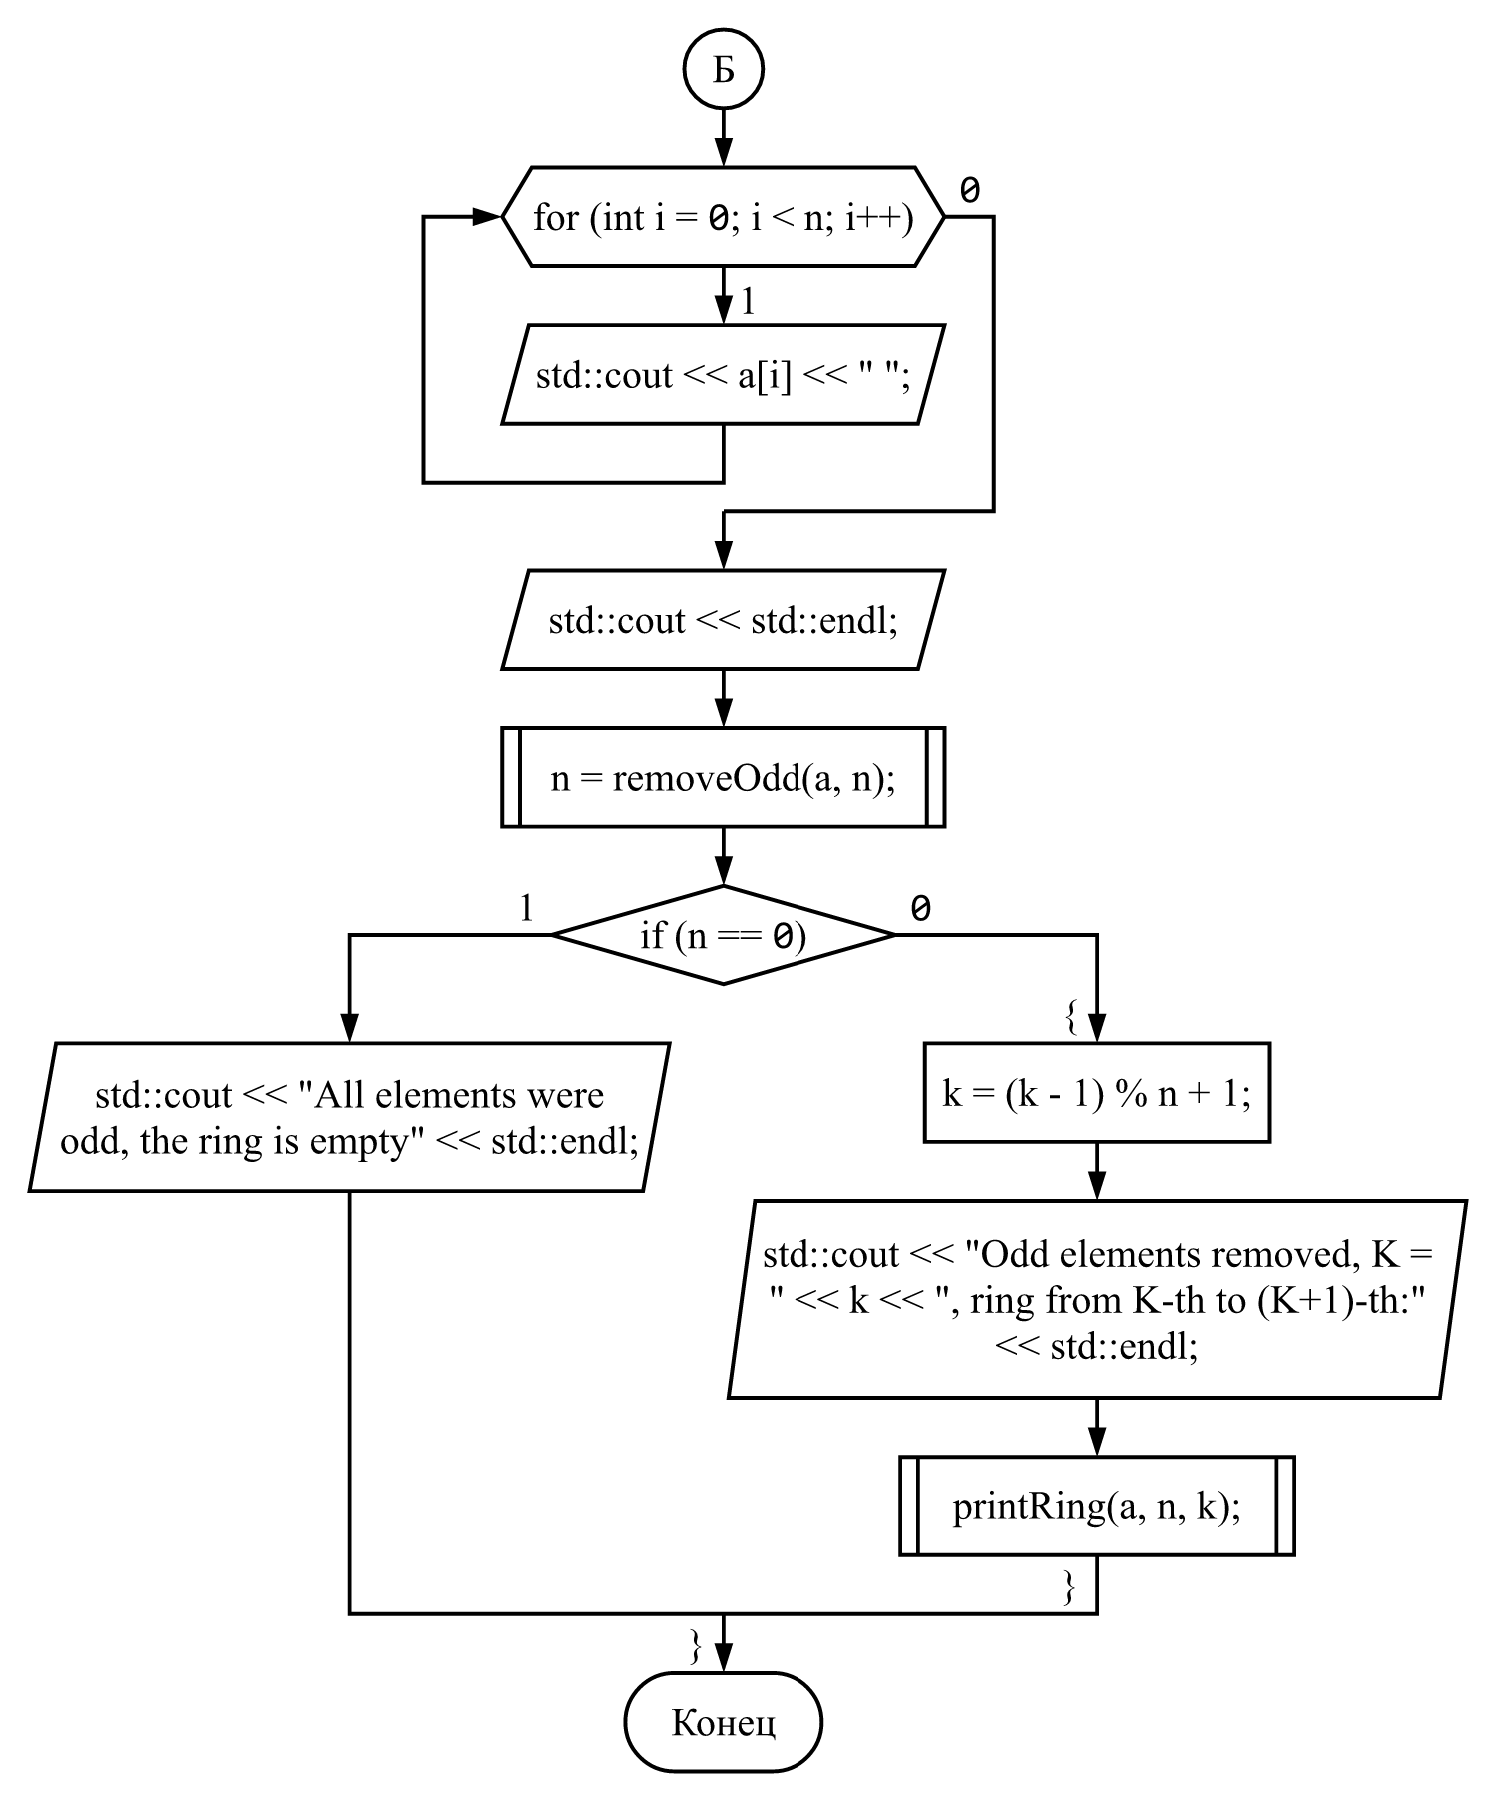 Б
for (int i = 0; i < n; i++)
0
1
std::cout << a[i] << " ";
std::cout << std::endl;
n = removeOdd(a, n);
1
if (n == 0)
0
{
std::cout << "All elements were
odd, the ring is empty" << std::endl;
k = (k - 1) % n + 1;
std::cout << "Odd elements removed, K =
" << k << ", ring from K-th to (K+1)-th:"
<< std::endl;
printRing(a, n, k);
}
}
Конец